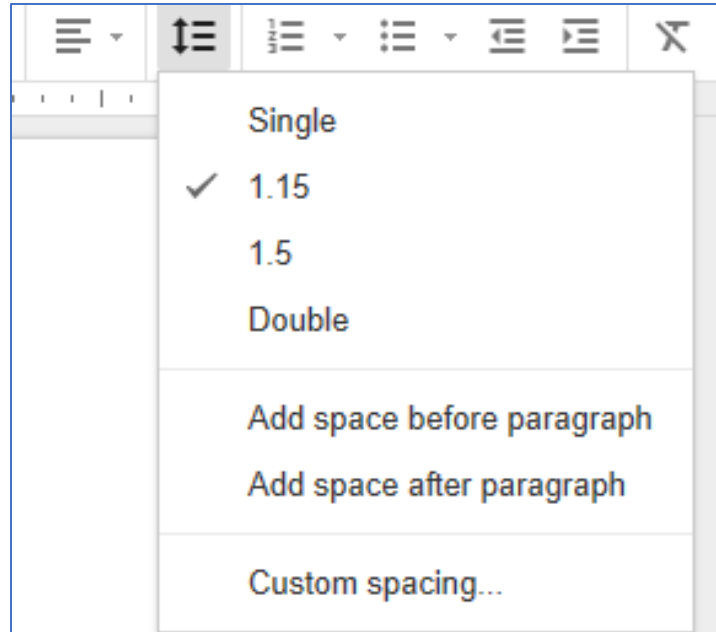 Single
1.15
1.5
Double
Add space before paragraph
Add space after paragraph
Custom spacing...